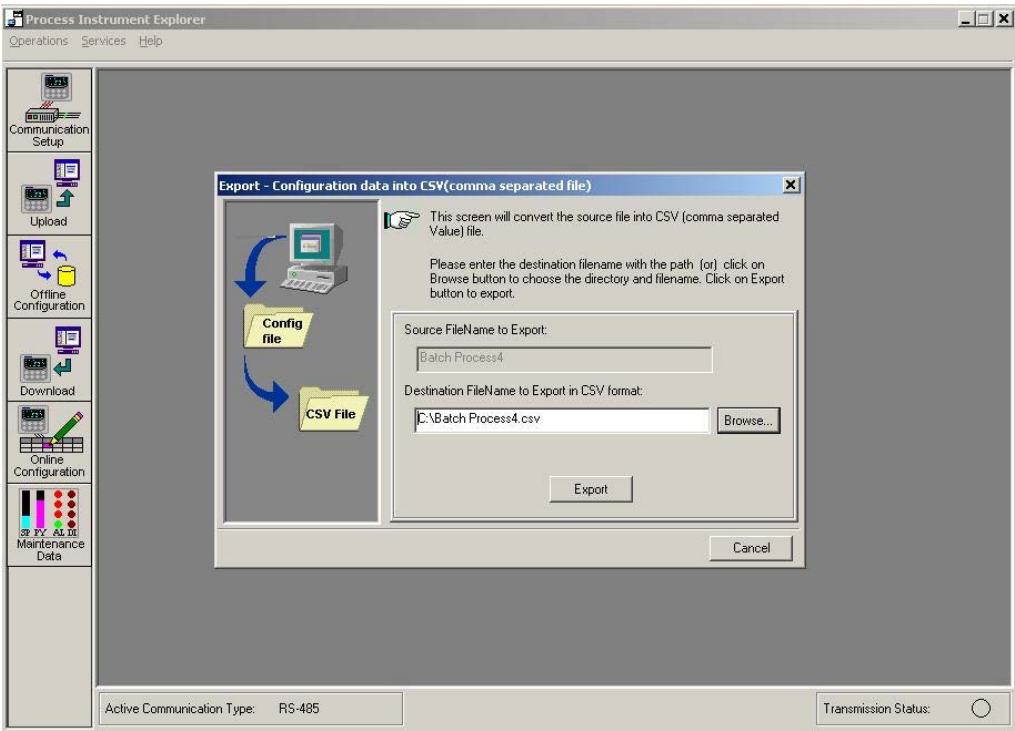 Process Instrument Explorer
Operations Services Help
Communication
Setup
Upload
Offline
Configuration
Download
Online
Configuration
SP PY AL DI
Maintenance
Data
Export - Configuration data into CSV(comma separated file)
This screen will convert the source file into CSV (comma separated
Value) file.
Please enter the destination filename with the path (or) click on
Browse button to choose the directory and filename. Click on Export
button to export.
Config
file
CSV File
Source FileName to Export:
Batch Process4
Destination FileName to Export in CSV format:
C:\Batch Process4.csv
Browse...
Export
Cancel
Active Communication Type: RS-485
Transmission Status: